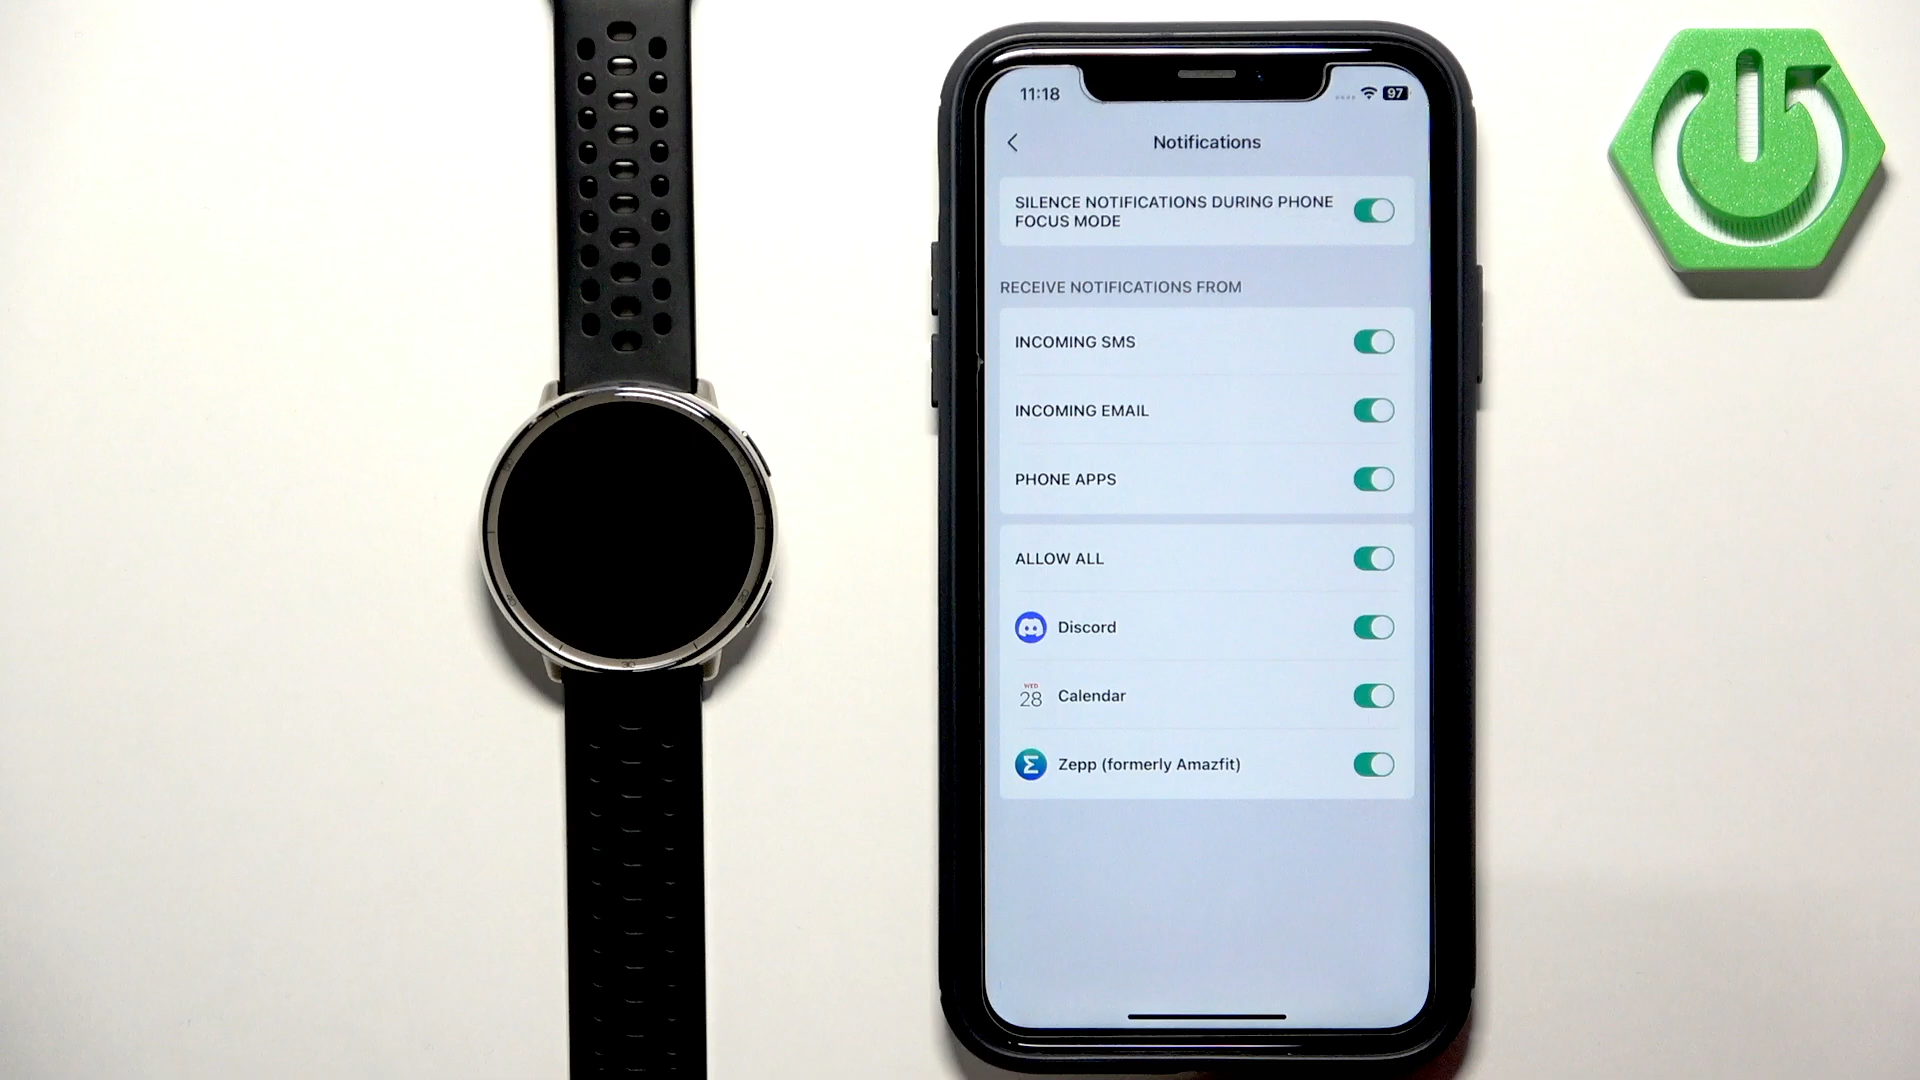 11:18
97
Notifications
SILENCE NOTIFICATIONS DURING PHONE
FOCUS MODE
RECEIVE NOTIFICATIONS FROM
INCOMING SMS
INCOMING EMAIL
PHONE APPS
ALLOW ALL
Discord
WED
28
Calendar
Zepp (formerly Amazfit)
30